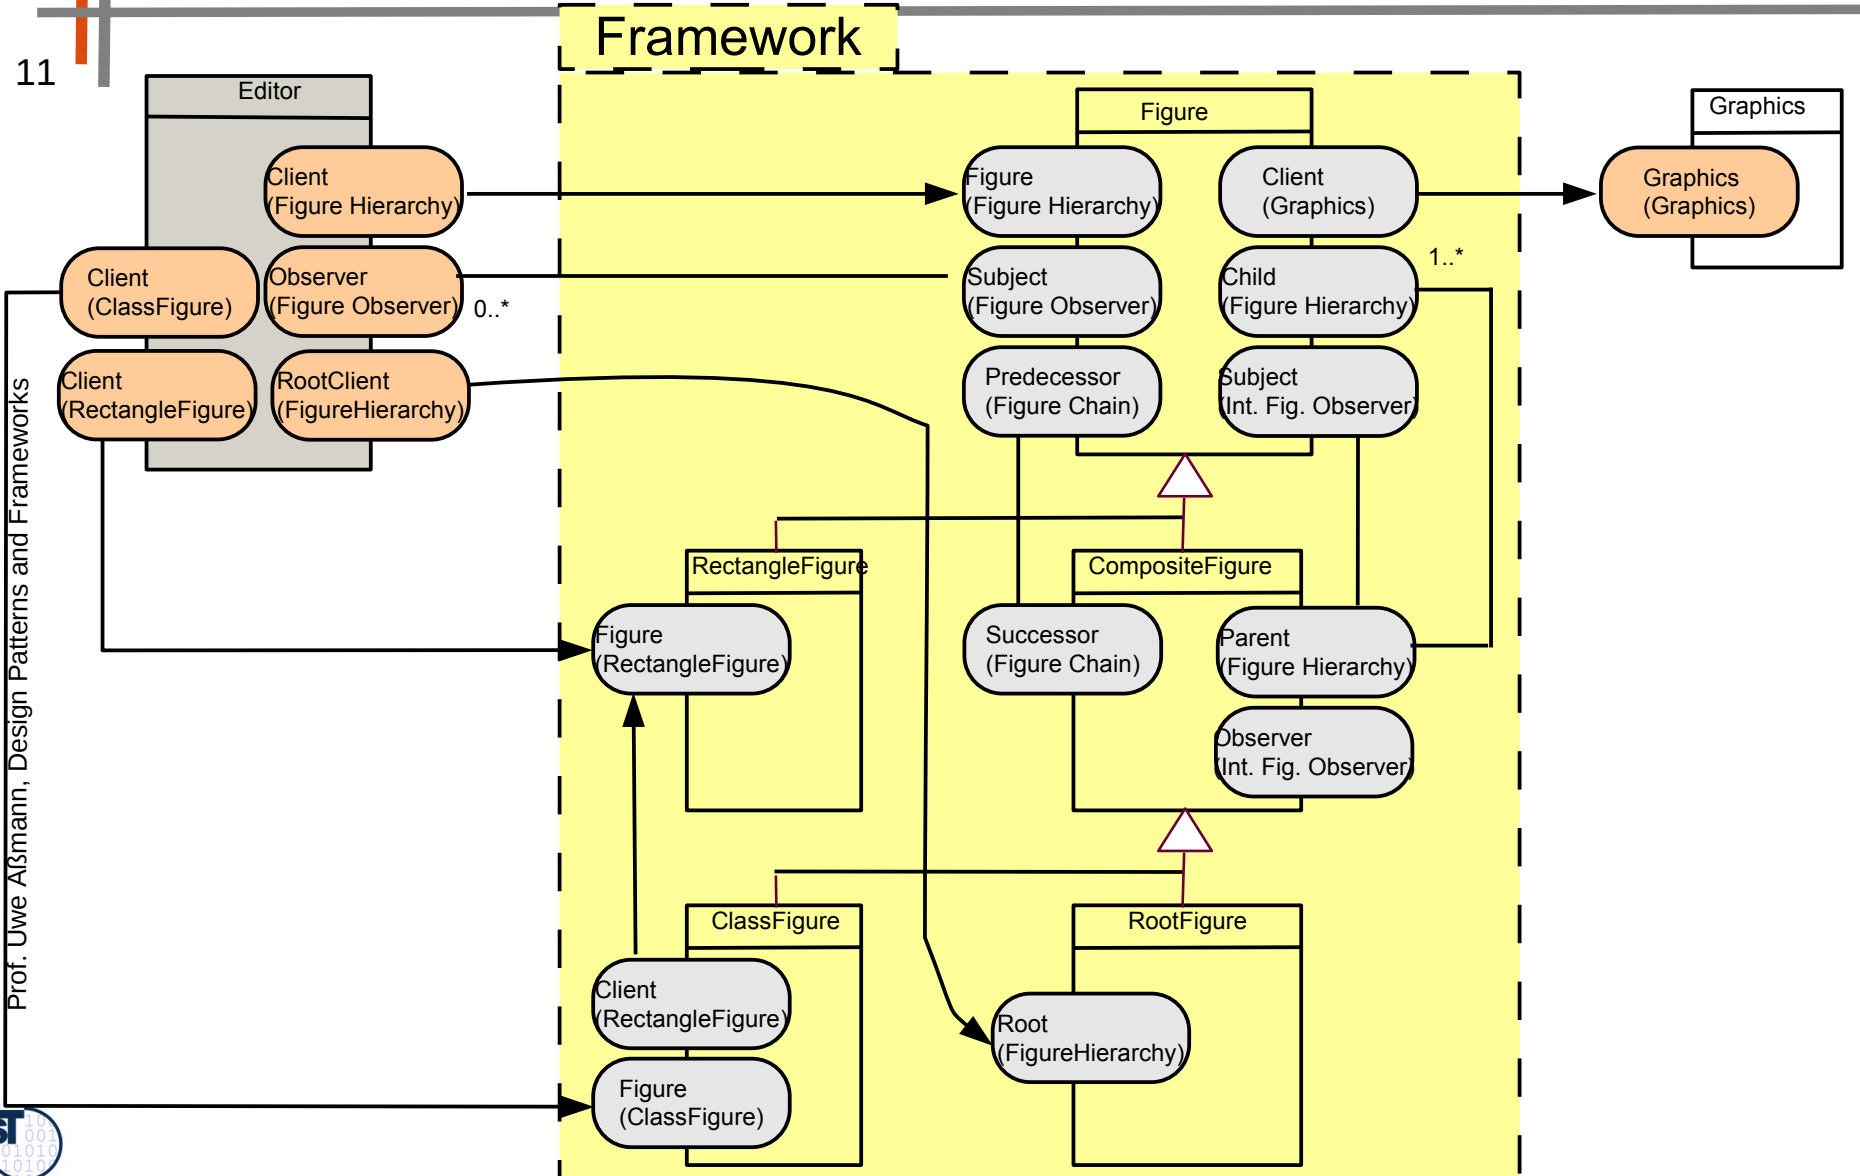 Framework
11
Editor
Figure
Graphics
Client
(Figure Hierarchy)
Figure
(Figure Hierarchy)
Client
(Graphics)
Graphics
(Graphics)
Client
(ClassFigure)
Observer
(Figure Observer)
0..*
Subject
(Figure Observer)
Child
(Figure Hierarchy)
1..*
Client
(RectangleFigure)
RootClient
(FigureHierarchy)
Predecessor
(Figure Chain)
Subject
(Int. Fig. Observer)
RectangleFigure
CompositeFigure
Figure
(RectangleFigure)
Successor
(Figure Chain)
Parent
(Figure Hierarchy)
Observer
(Int. Fig. Observer)
ClassFigure
RootFigure
Client
(RectangleFigure)
Root
(FigureHierarchy)
Figure
(ClassFigure)
Prof. Uwe Aßmann, Design Patterns and Frameworks